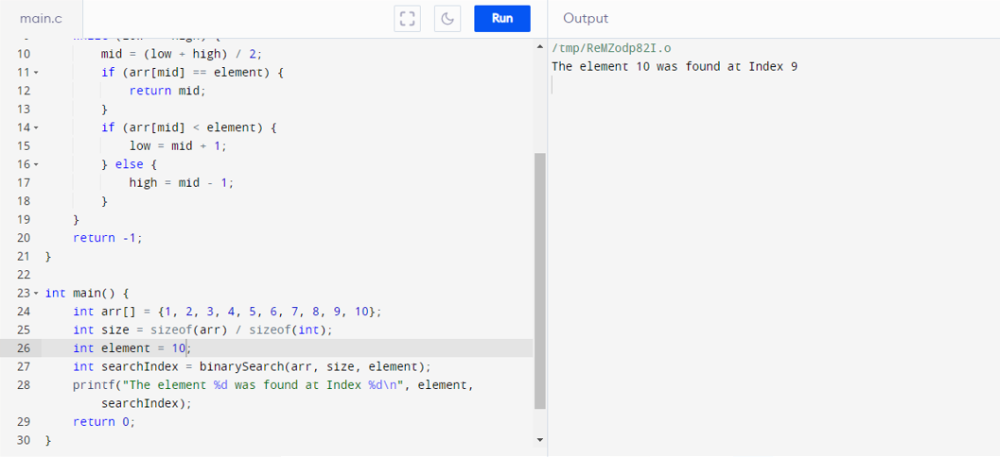 main.c
Run
Output
10 mid = (low + high) / 2;
11 if (arr[mid] == element) {
12 return mid;
13 }
14 if (arr[mid] < element) {
15 low = mid + 1;
16 } else {
17 high = mid - 1;
18 }
19 }
20 return -1;
21 }
22
23 int main() {
24 int arr[] = {1, 2, 3, 4, 5, 6, 7, 8, 9, 10};
25 int size = sizeof(arr) / sizeof(int);
26 int element = 10;
27 int searchIndex = binarySearch(arr, size, element);
28 printf("The element %d was found at Index %d\n", element,
searchIndex);
29 return 0;
30 }
/tmp/ReMZodp82I.o
The element 10 was found at Index 9